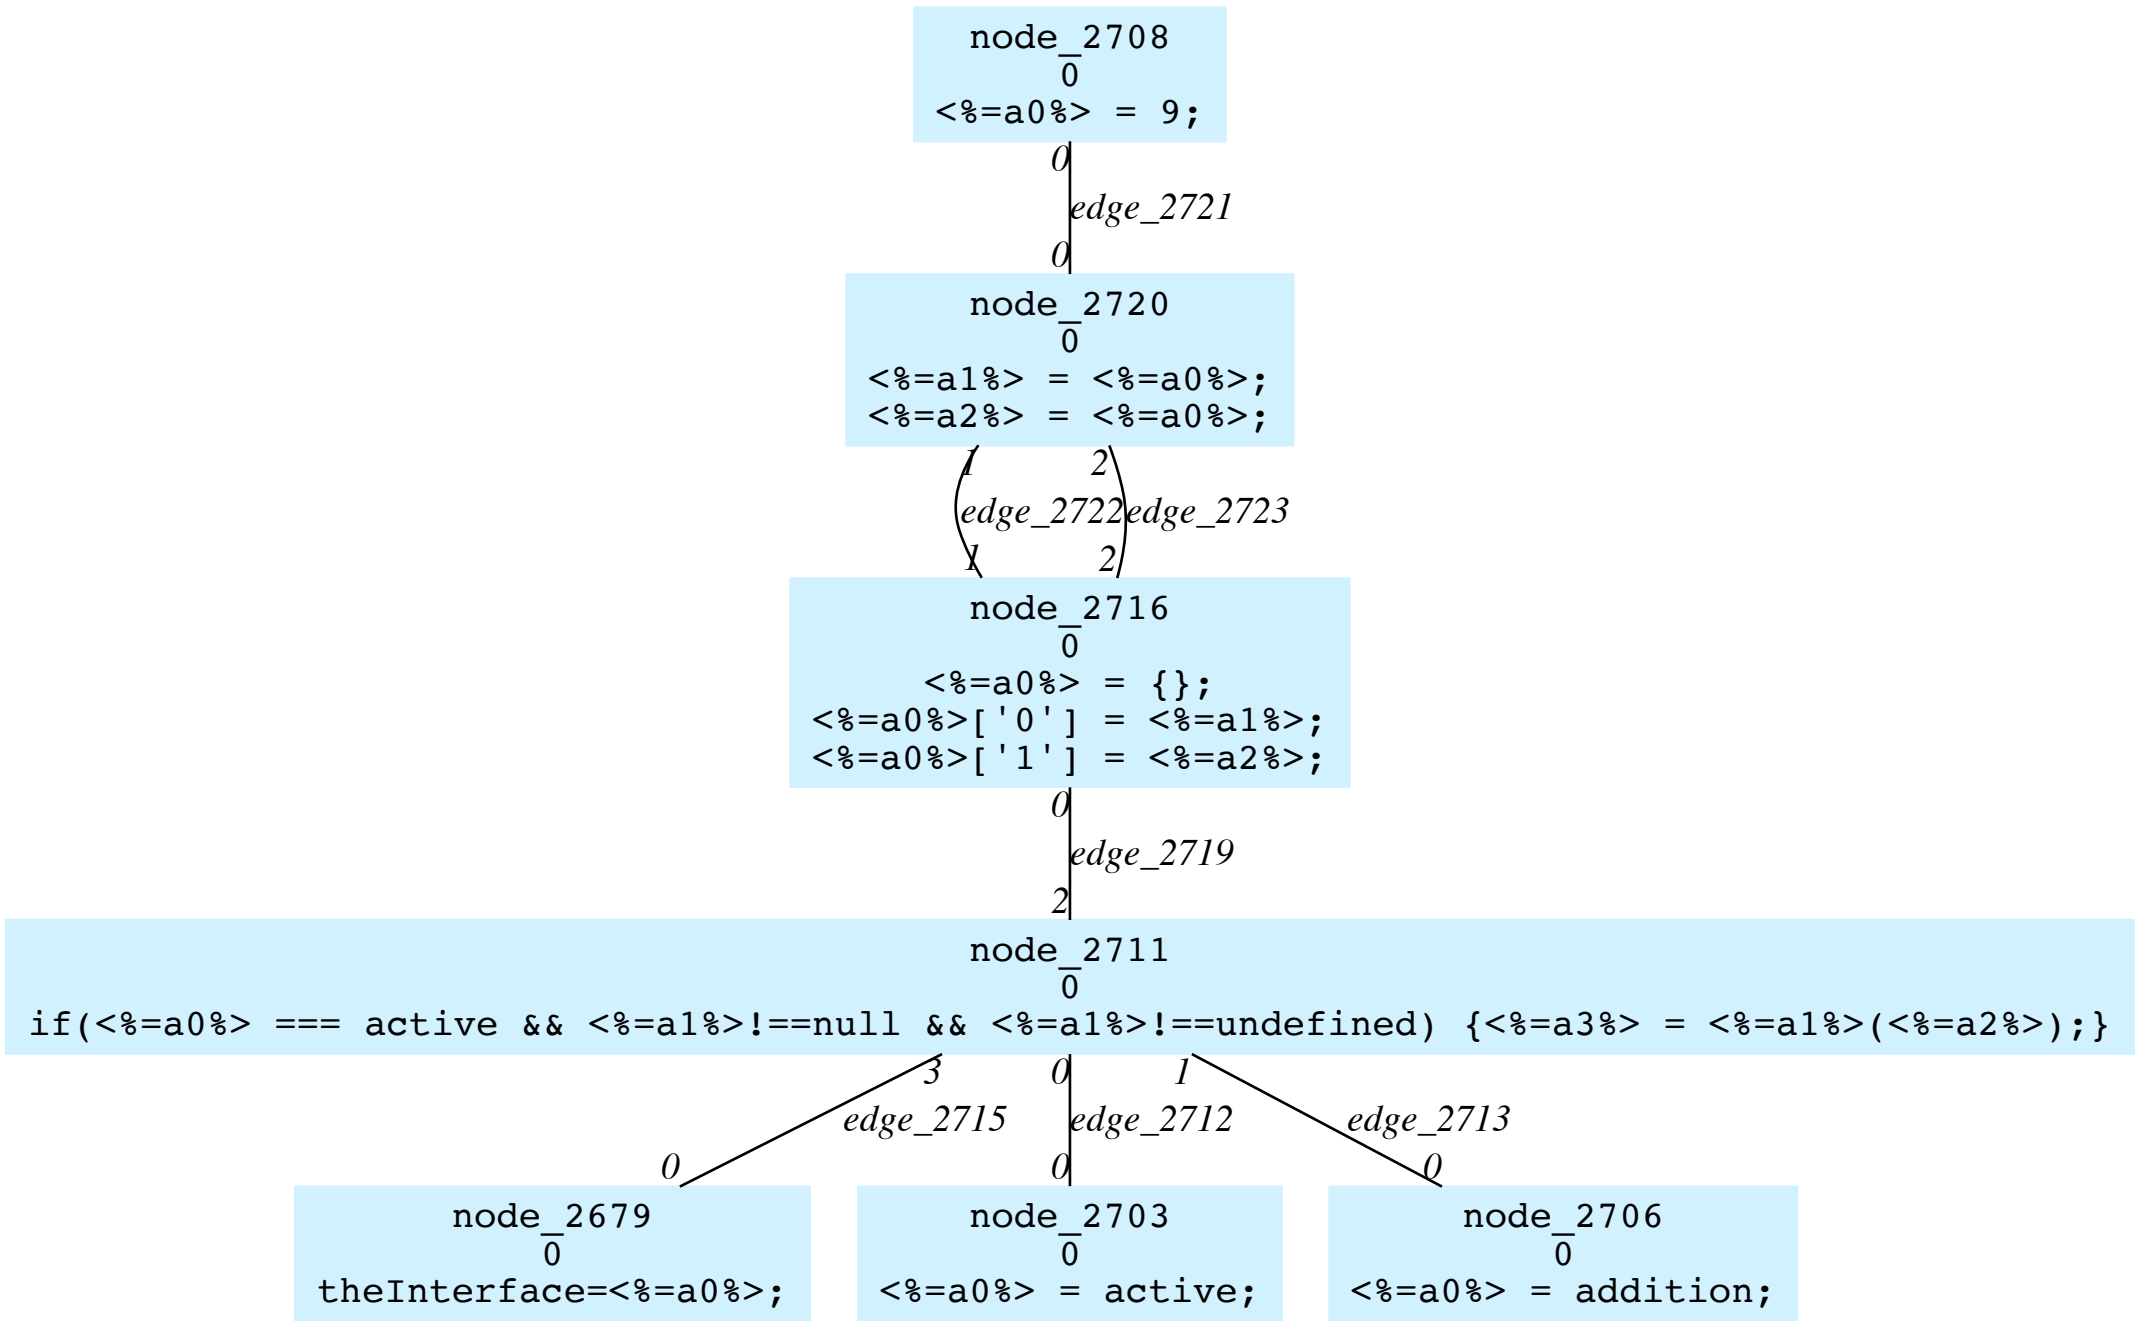 node_2708
0
<%=a0%> = 9;
0
edge_2721
0
node_2720
0
<%=a1%> = <%=a0%>;
<%=a2%> = <%=a0%>;
1 2
edge_2722 edge_2723
1 2
node_2716
0
<%=a0%> = {};
<%=a0%>['0'] = <%=a1%>;
<%=a0%>['1'] = <%=a2%>;
0
edge_2719
2
node_2711
0
if(<%=a0%> === active && <%=a1%>!==null && <%=a1%>!==undefined) {<%=a3%> = <%=a1%>(<%=a2%>);}
3 0 1
edge_2715 edge_2712 edge_2713
0 0 0
node_2679
0
theInterface=<%=a0%>;
node_2703
0
<%=a0%> = active;
node_2706
0
<%=a0%> = addition;